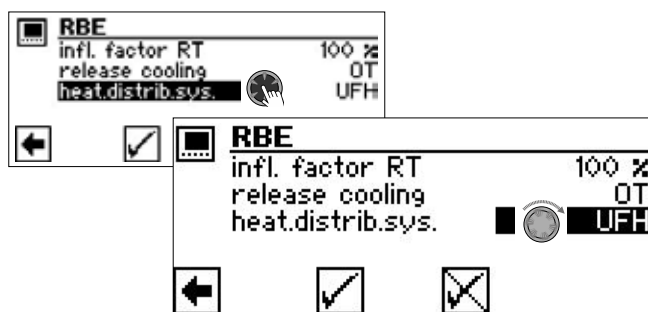 RBE
infl. factor RT 100 %
release cooling OT
heat.distrib.sys. UFH
RBE
infl. factor RT 100 %
release cooling OT
heat.distrib.sys. UFH